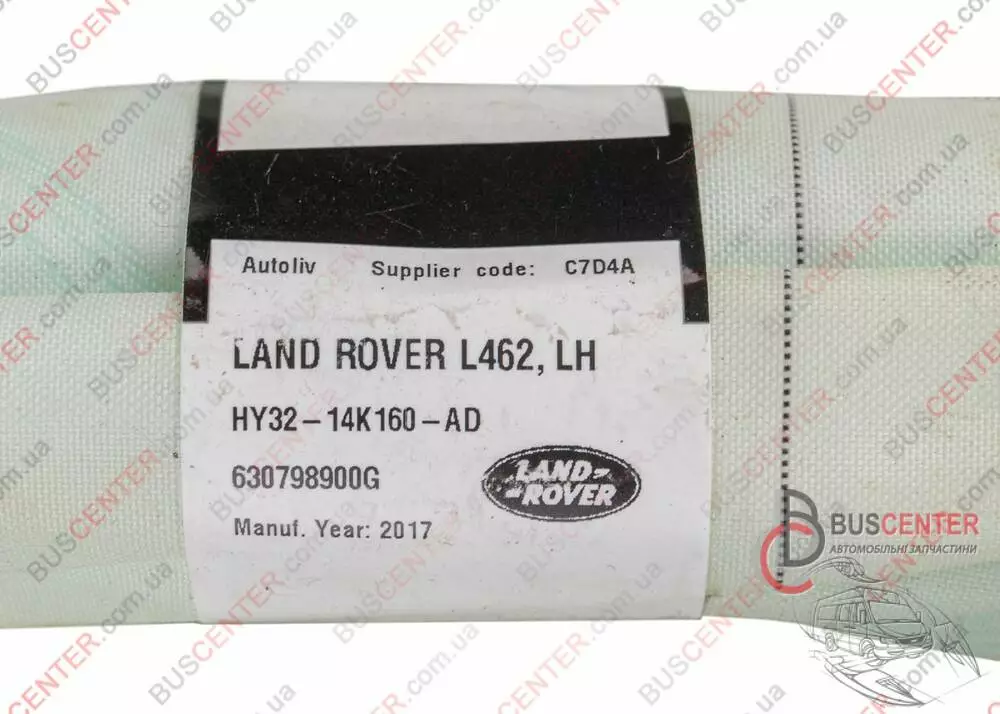 Autoliv Supplier code: C7D4A
LAND ROVER L462, LH
HY32-14K160-AD
630798900G
LAND-
-ROVER
Manuf. Year: 2017
BUSCENTER
АВТОМОБІЛЬНІ ЗАПЧАСТИНИ
BUSCENTER.com.ua